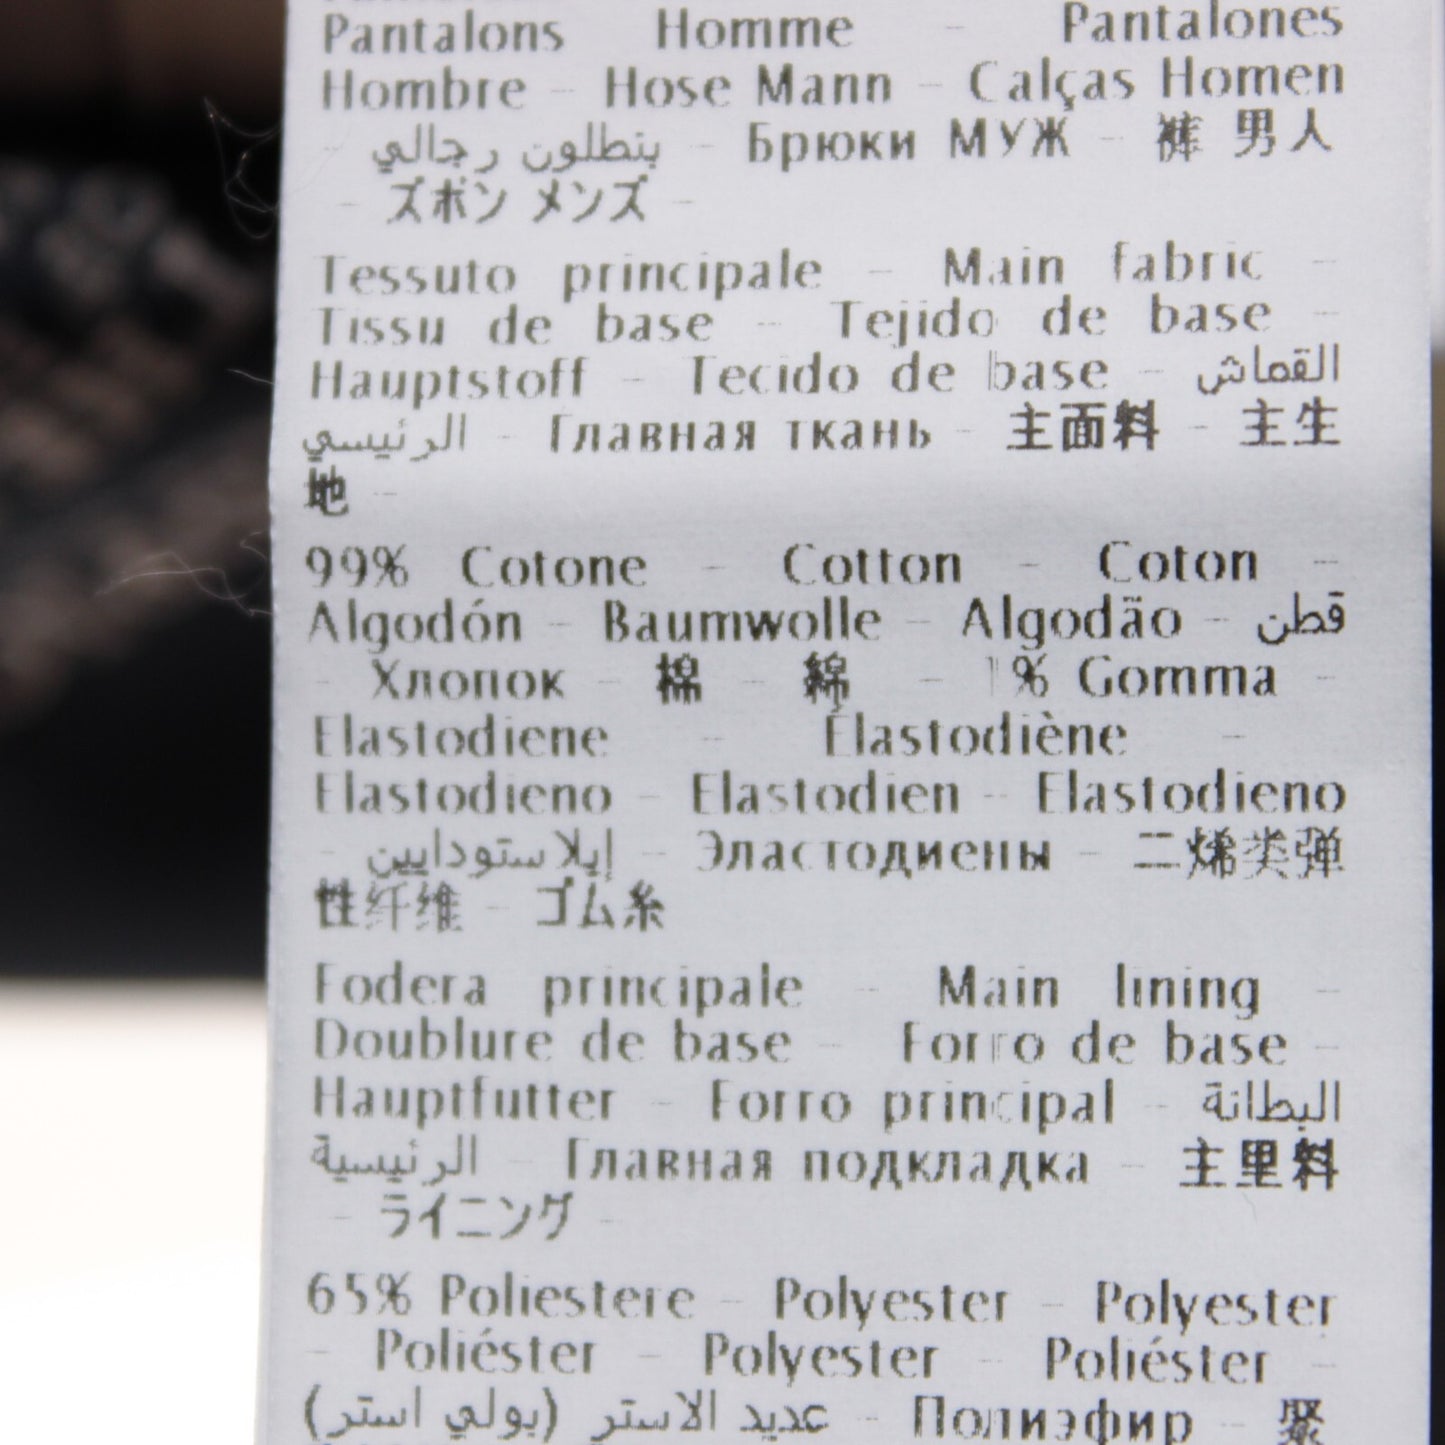 Pantalons Homme - Pantalones
Hombre - Hose Mann - Calças Homen
- بنطلون رجالي - Брюки МУЖ - 裤 男人
- ズボン メンズ -
Tessuto principale - Main fabric -
Tissu de base - Tejido de base -
Hauptstoff - Tecido de base - القماش
الرئيسي - Главная ткань - 主面料 - 主生
地 -
99% Cotone - Cotton - Coton -
Algodón - Baumwolle - Algodão - قطن
- Хлопок - 棉 - 綿 - 1% Gomma -
Elastodiene - Élastodiène -
Elastodieno - Elastodien - Elastodieno
- إيلاستودايين - Эластодиены - 二烯类弹
性纤维 - ゴム糸
Fodera principale - Main lining -
Doublure de base - Forro de base -
Hauptfutter - Forro principal - البطانة
الرئيسية - Главная подкладка - 主里料
- ライニング -
65% Poliestere - Polyester - Polyester
- Poliéster - Polyester - Poliéster -
عديد الاستر (بولي استر) - Полиэфир - 聚